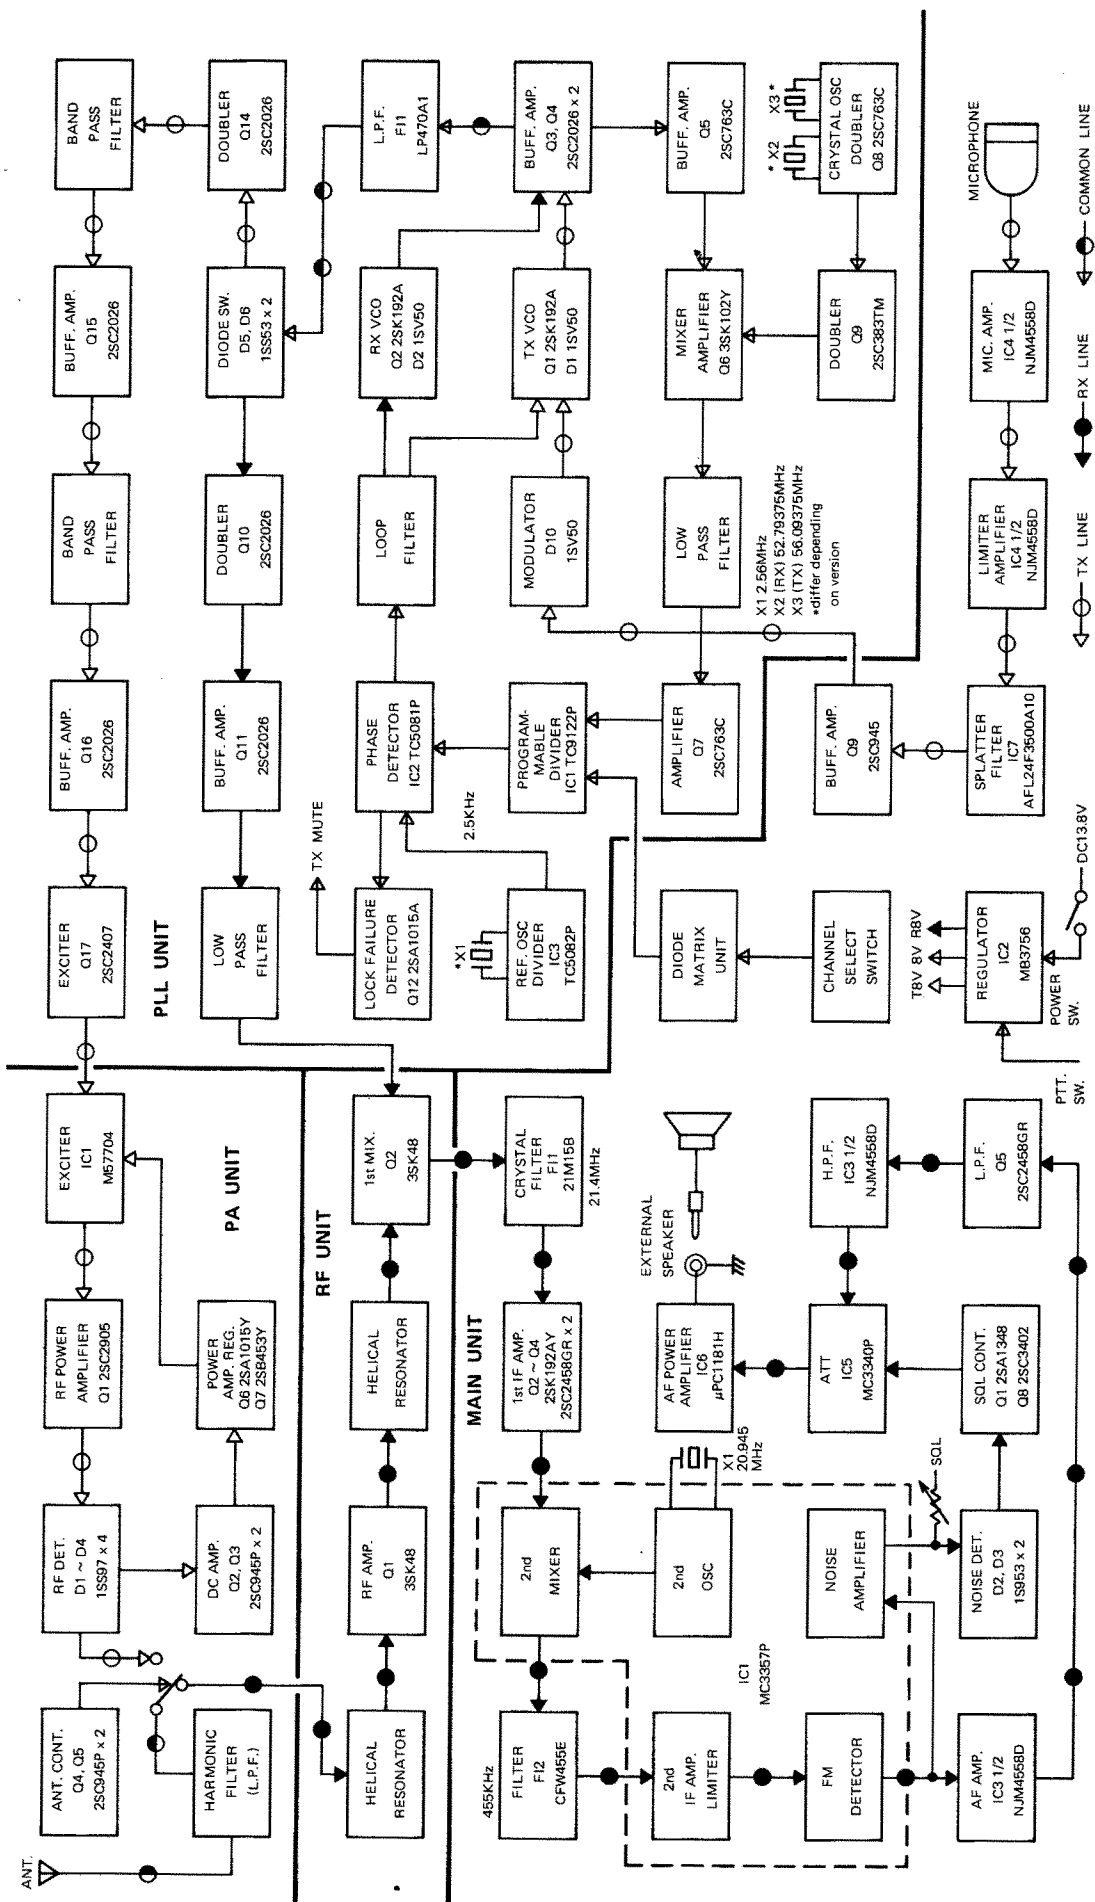 ANT.
ANT. CONT.
Q4, Q5
2SC945P x 2
HARMONIC
FILTER
(L.P.F.)
RF DET.
D1 ~ D4
1SS97 x 4
DC AMP.
Q2, Q3
2SC945P x 2
RF POWER
AMPLIFIER
Q1 2SC2905
POWER
AMP. REG.
Q6 2SA1015Y
Q7 2SB453Y
EXCITER
IC1
M57704
PA UNIT
EXCITER
Q17
2SC2407
PLL UNIT
BUFF. AMP.
Q16
2SC2026
BAND
PASS
FILTER
BUFF. AMP.
Q15
2SC2026
BAND
PASS
FILTER
LOW
PASS
FILTER
BUFF. AMP.
Q11
2SC2026
DOUBLER
Q10
2SC2026
DIODE SW.
D5, D6
1SS53 x 2
DOUBLER
Q14
2SC2026
RF UNIT
HELICAL
RESONATOR
RF AMP.
Q1
3SK48
HELICAL
RESONATOR
1st MIX.
Q2
3SK48
TX MUTE
LOCK FAILURE
DETECTOR
Q12 2SA1015A
PHASE
DETECTOR
IC2 TC5081P
LOOP
FILTER
RX VCO
Q2 2SK192A
D2 1SV50
L.P.F.
FI1
LP470A1
*X1
2.5KHz
REF. OSC
DIVIDER
IC3
TC5082P
PROGRAM-
MABLE
DIVIDER
IC1 TC9122P
MODULATOR
D10
1SV50
TX VCO
Q1 2SK192A
D1 1SV50
BUFF. AMP.
Q3, Q4
2SC2026 x 2
MAIN UNIT
455KHz
FILTER
FI2
CFW455E
2nd
MIXER
1st IF AMP.
Q2 ~ Q4
2SK192AY
2SC2458GR x 2
CRYSTAL
FILTER
FI1
21M15B
21.4MHz
2nd
IF AMP.
LIMITER
2nd
OSC
X1
20.945
MHz
AF POWER
AMPLIFIER
IC6
µPC1181H
EXTERNAL
SPEAKER
DIODE
MATRIX
UNIT
AMPLIFIER
Q7
2SC763C
LOW
PASS
FILTER
MIXER
AMPLIFIER
Q6 3SK102Y
BUFF. AMP.
Q5
2SC763C
X1 2.56MHz
X2 (RX) 52.79375MHz
X3 (TX) 56.09375MHz
*differ depending
on version
* X2
X3 *
IC1
MC3357P
FM
DETECTOR
NOISE
AMPLIFIER
ATT
IC5
MC3340P
H.P.F.
IC3 1/2
NJM4558D
CHANNEL
SELECT
SWITCH
BUFF. AMP.
Q9
2SC945
DOUBLER
Q9
2SC383TM
CRYSTAL OSC
DOUBLER
Q8 2SC763C
SQL
AF AMP.
IC3 1/2
NJM4558D
NOISE DET.
D2, D3
1S953 x 2
SQL CONT.
Q1 2SA1348
Q8 2SC3402
L.P.F.
Q5
2SC2458GR
T8V 8V R8V
REGULATOR
IC2
MB3756
SPLATTER
FILTER
IC7
AFL24F3500A10
LIMITER
AMPLIFIER
IC4 1/2
NJM4558D
MIC. AMP.
IC4 1/2
NJM4558D
MICROPHONE
PTT.
SW.
POWER
SW.
DC13.8V
TX LINE
RX LINE
COMMON LINE